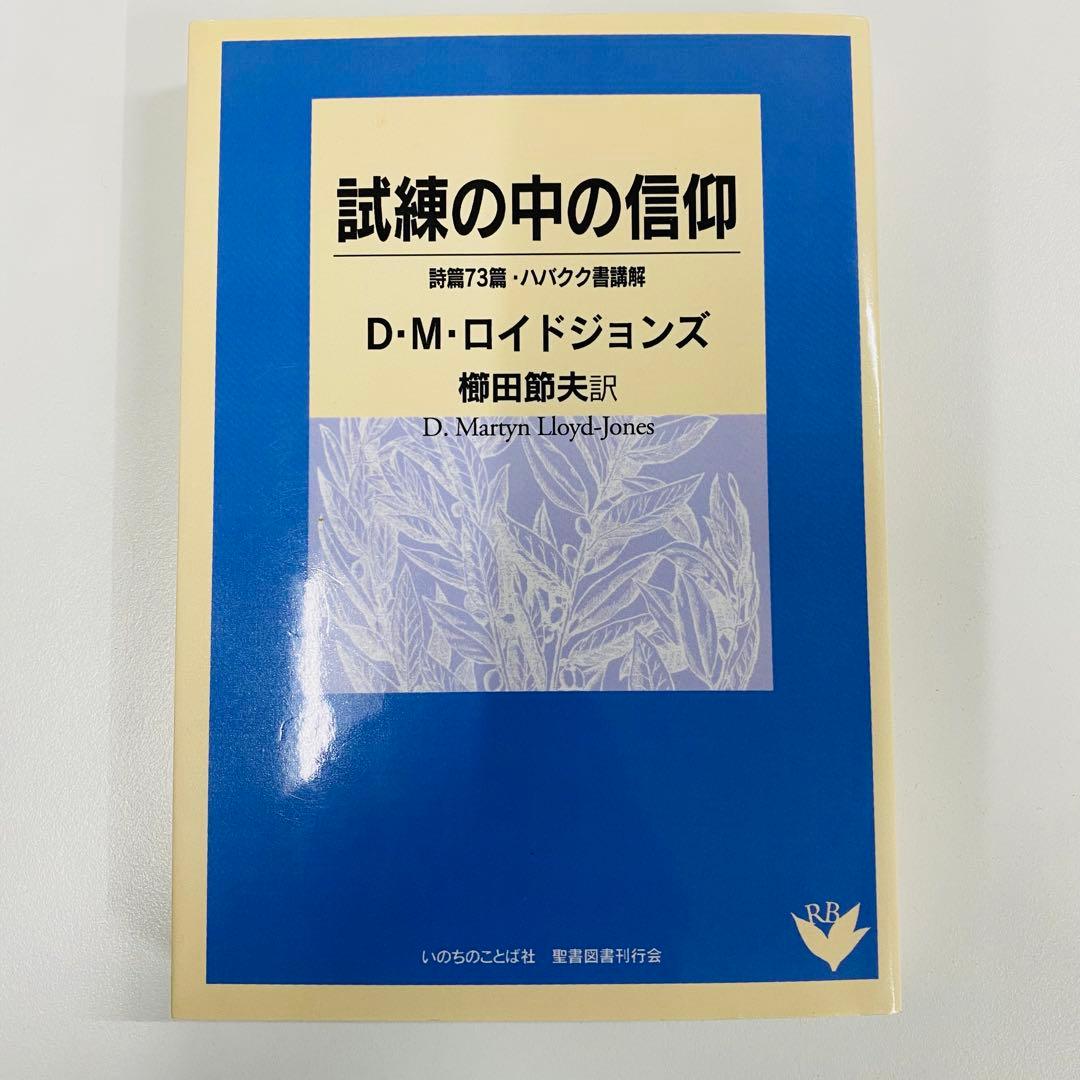 試練の中の信仰
詩篇73篇・ハバクク書講解
D・M・ロイドジョンズ
櫛田節夫訳
D. Martyn Lloyd-Jones
RB
いのちのことば社 聖書図書刊行会